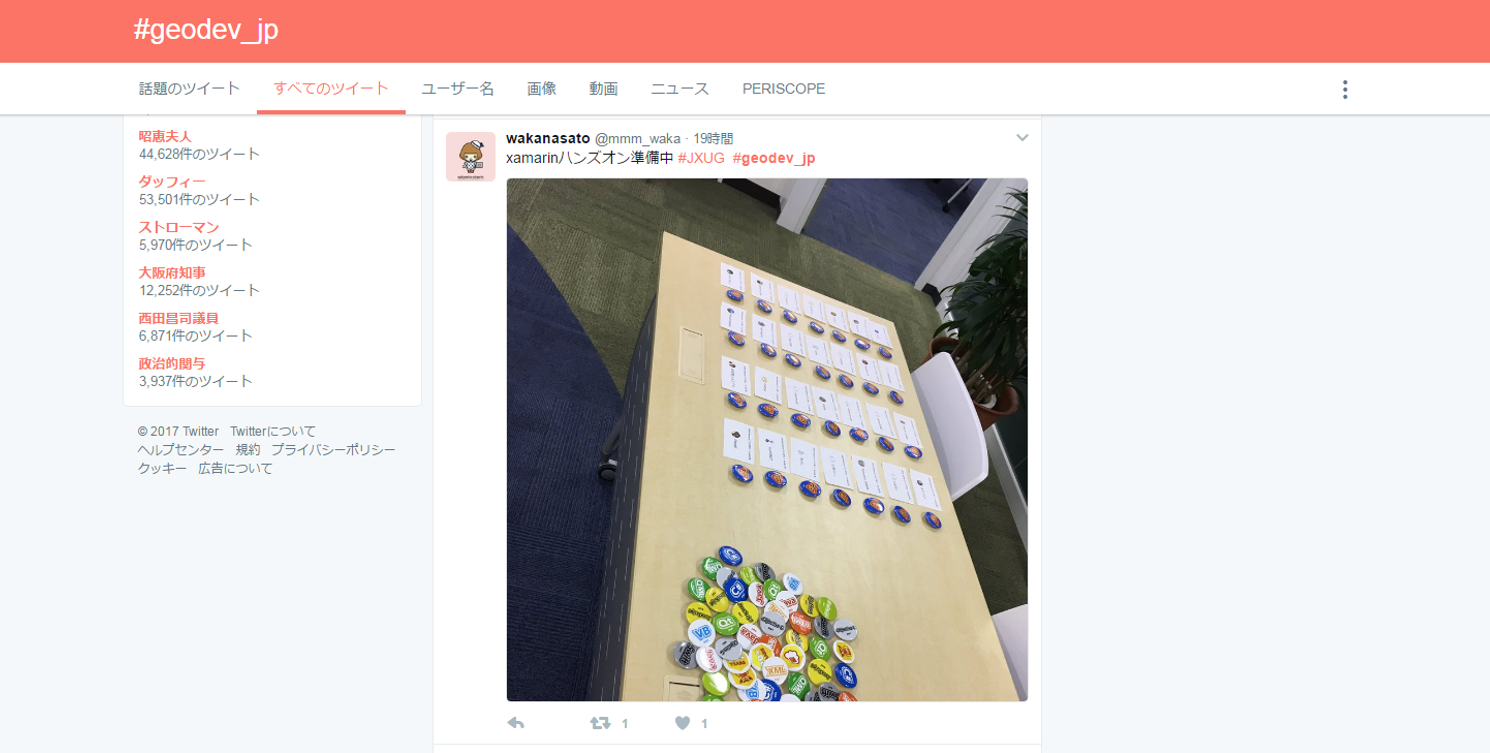 #geodev_jp
話題のツイート すべてのツイート ユーザー名 画像 動画 ニュース PERISCOPE
昭恵夫人
44,628件のツイート
ダッフィー
53,501件のツイート
ストローマン
5,970件のツイート
大阪府知事
12,252件のツイート
西田昌司議員
6,871件のツイート
政治的関与
3,937件のツイート
© 2017 Twitter Twitterについて
ヘルプセンター 規約 プライバシーポリシー
クッキー 広告について
wakanasato @mmm_waka · 19時間
xamarinハンズオン準備中 #JXUG #geodev_jp
C#
VB
Qt
XML
1 1